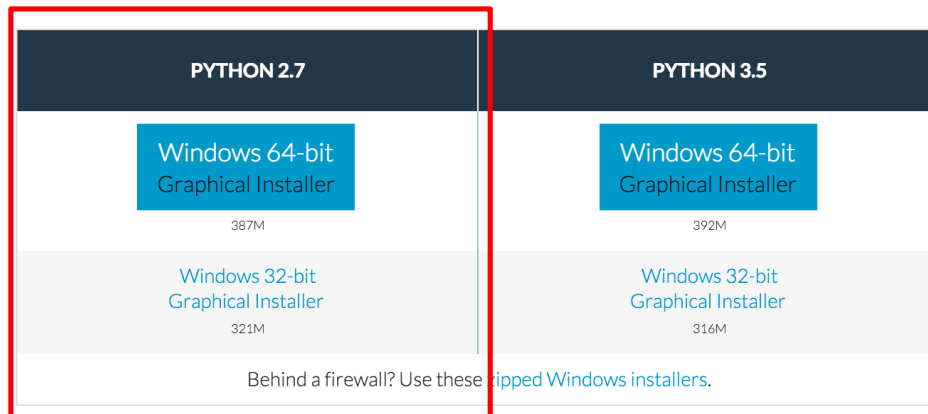 PYTHON 2.7
PYTHON 3.5
Windows 64-bit
Graphical Installer
387M
Windows 64-bit
Graphical Installer
392M
Windows 32-bit
Graphical Installer
321M
Windows 32-bit
Graphical Installer
316M
Behind a firewall? Use these zipped Windows installers.